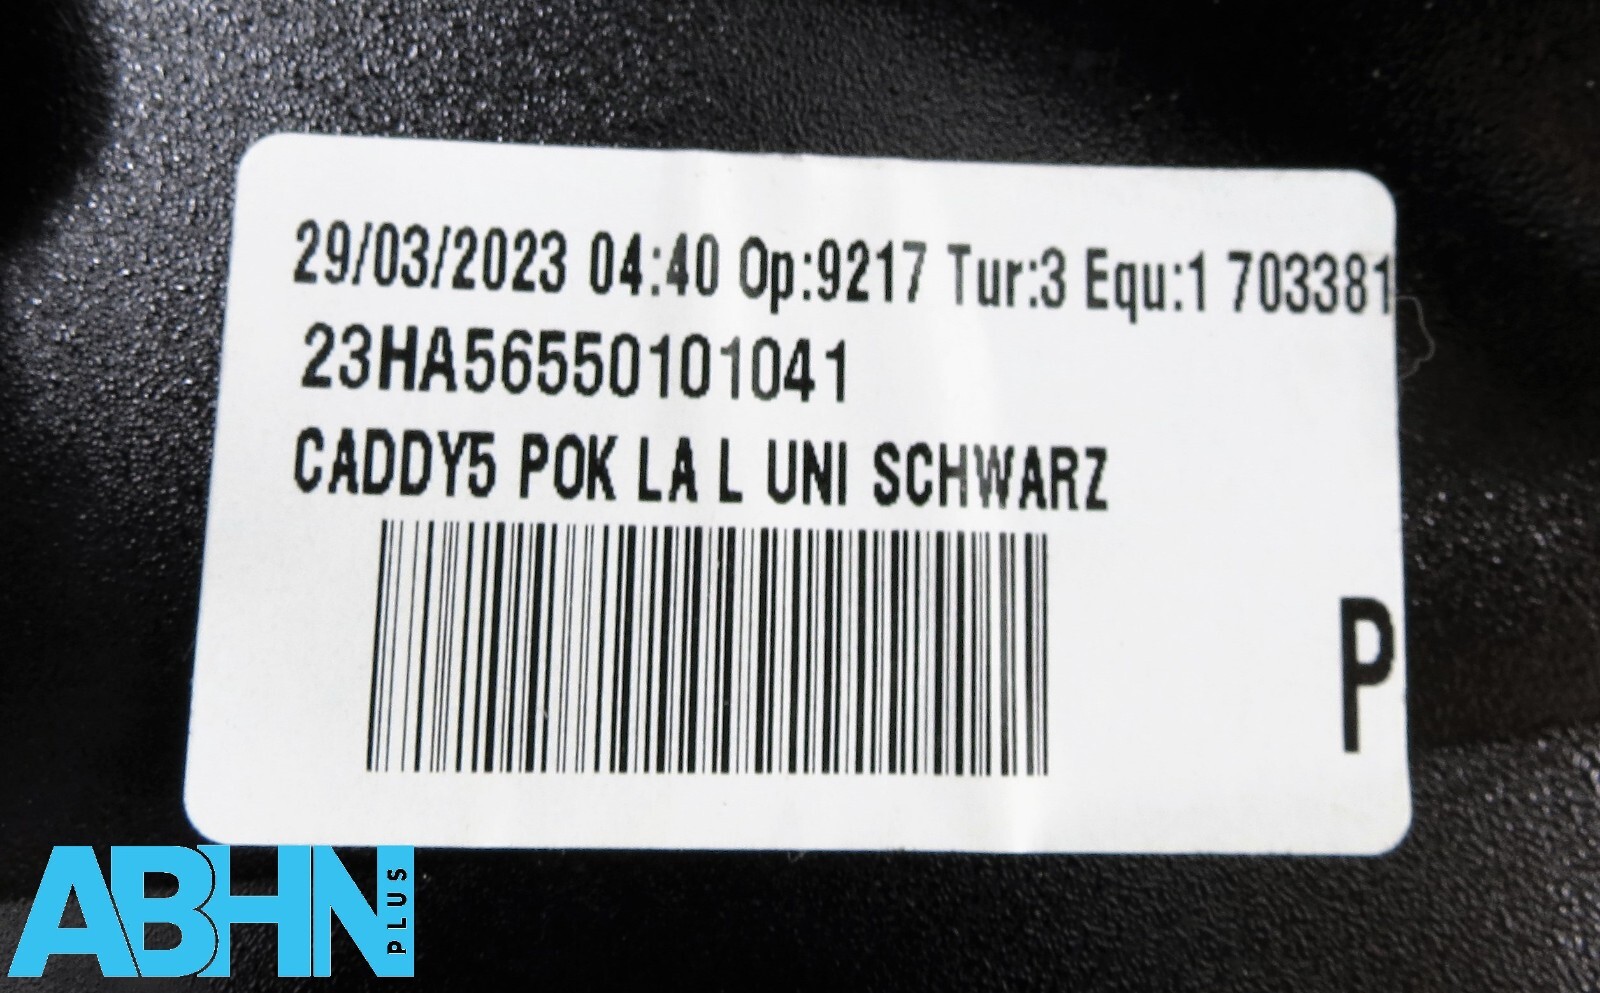 29/03/2023 04:40 Op:9217 Tur:3 Equ:1 703381
23HA56550101041
CADDY5 POK LA L UNI SCHWARZ
P
ABHN PLUS